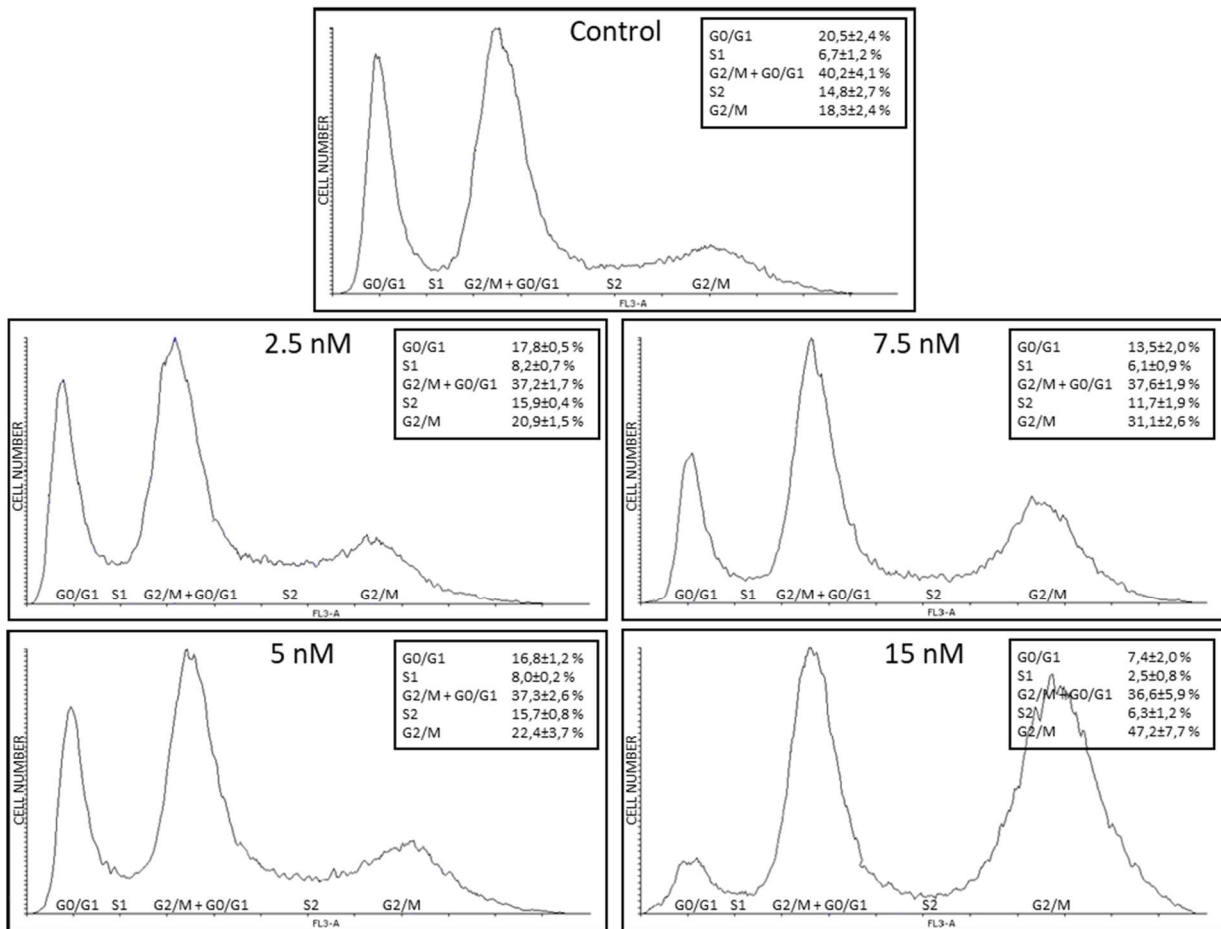 Control
G0/G1 20,5±2,4 %
S1 6,7±1,2 %
G2/M + G0/G1 40,2±4,1 %
S2 14,8±2,7 %
G2/M 18,3±2,4 %
CELL NUMBER
G0/G1 S1 G2/M + G0/G1 S2 G2/M
FL3-A
2.5 nM
G0/G1 17,8±0,5 %
S1 8,2±0,7 %
G2/M + G0/G1 37,2±1,7 %
S2 15,9±0,4 %
G2/M 20,9±1,5 %
CELL NUMBER
G0/G1 S1 G2/M + G0/G1 S2 G2/M
FL3-A
7.5 nM
G0/G1 13,5±2,0 %
S1 6,1±0,9 %
G2/M + G0/G1 37,6±1,9 %
S2 11,7±1,9 %
G2/M 31,1±2,6 %
CELL NUMBER
G0/G1 S1 G2/M + G0/G1 S2 G2/M
FL3-A
5 nM
G0/G1 16,8±1,2 %
S1 8,0±0,2 %
G2/M + G0/G1 37,3±2,6 %
S2 15,7±0,8 %
G2/M 22,4±3,7 %
CELL NUMBER
G0/G1 S1 G2/M + G0/G1 S2 G2/M
FL3-A
15 nM
G0/G1 7,4±2,0 %
S1 2,5±0,8 %
G2/M + G0/G1 36,6±5,9 %
S2 6,3±1,2 %
G2/M 47,2±7,7 %
CELL NUMBER
G0/G1 S1 G2/M + G0/G1 S2 G2/M
FL3-A